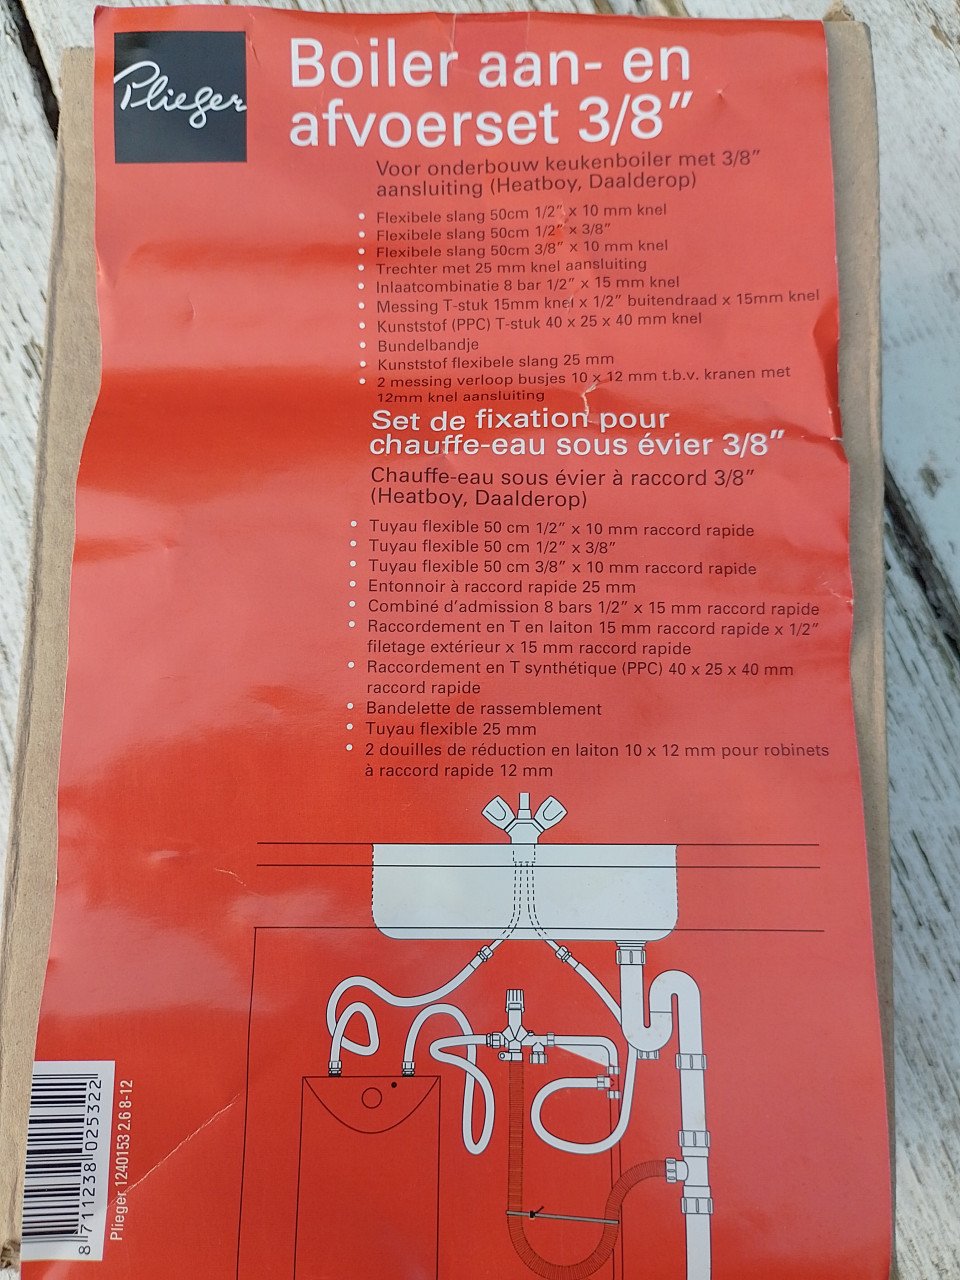 Plieger
Boiler aan- en
afvoerset 3/8"
Voor onderbouw keukenboiler met 3/8"
aansluiting (Heatboy, Daalderop)
• Flexibele slang 50cm 1/2" x 10 mm knel
• Flexibele slang 50cm 1/2" x 3/8"
• Flexibele slang 50cm 3/8" x 10 mm knel
• Trechter met 25 mm knel aansluiting
• Inlaatcombinatie 8 bar 1/2" x 15 mm knel
• Messing T-stuk 15mm knel x 1/2" buitendraad x 15mm knel
• Kunststof (PPC) T-stuk 40 x 25 x 40 mm knel
• Bundelbandje
• Kunststof flexibele slang 25 mm
• 2 messing verloop busjes 10 x 12 mm t.b.v. kranen met
12mm knel aansluiting
Set de fixation pour
chauffe-eau sous évier 3/8"
Chauffe-eau sous évier à raccord 3/8"
(Heatboy, Daalderop)
• Tuyau flexible 50 cm 1/2" x 10 mm raccord rapide
• Tuyau flexible 50 cm 1/2" x 3/8"
• Tuyau flexible 50 cm 3/8" x 10 mm raccord rapide
• Entonnoir à raccord rapide 25 mm
• Combiné d'admission 8 bars 1/2" x 15 mm raccord rapide
• Raccordement en T en laiton 15 mm raccord rapide x 1/2"
filetage extérieur x 15 mm raccord rapide
• Raccordement en T synthétique (PPC) 40 x 25 x 40 mm
raccord rapide
• Bandelette de rassemblement
• Tuyau flexible 25 mm
• 2 douilles de réduction en laiton 10 x 12 mm pour robinets
à raccord rapide 12 mm
8 711238 025322
Plieger 1240153 2.6 8-12